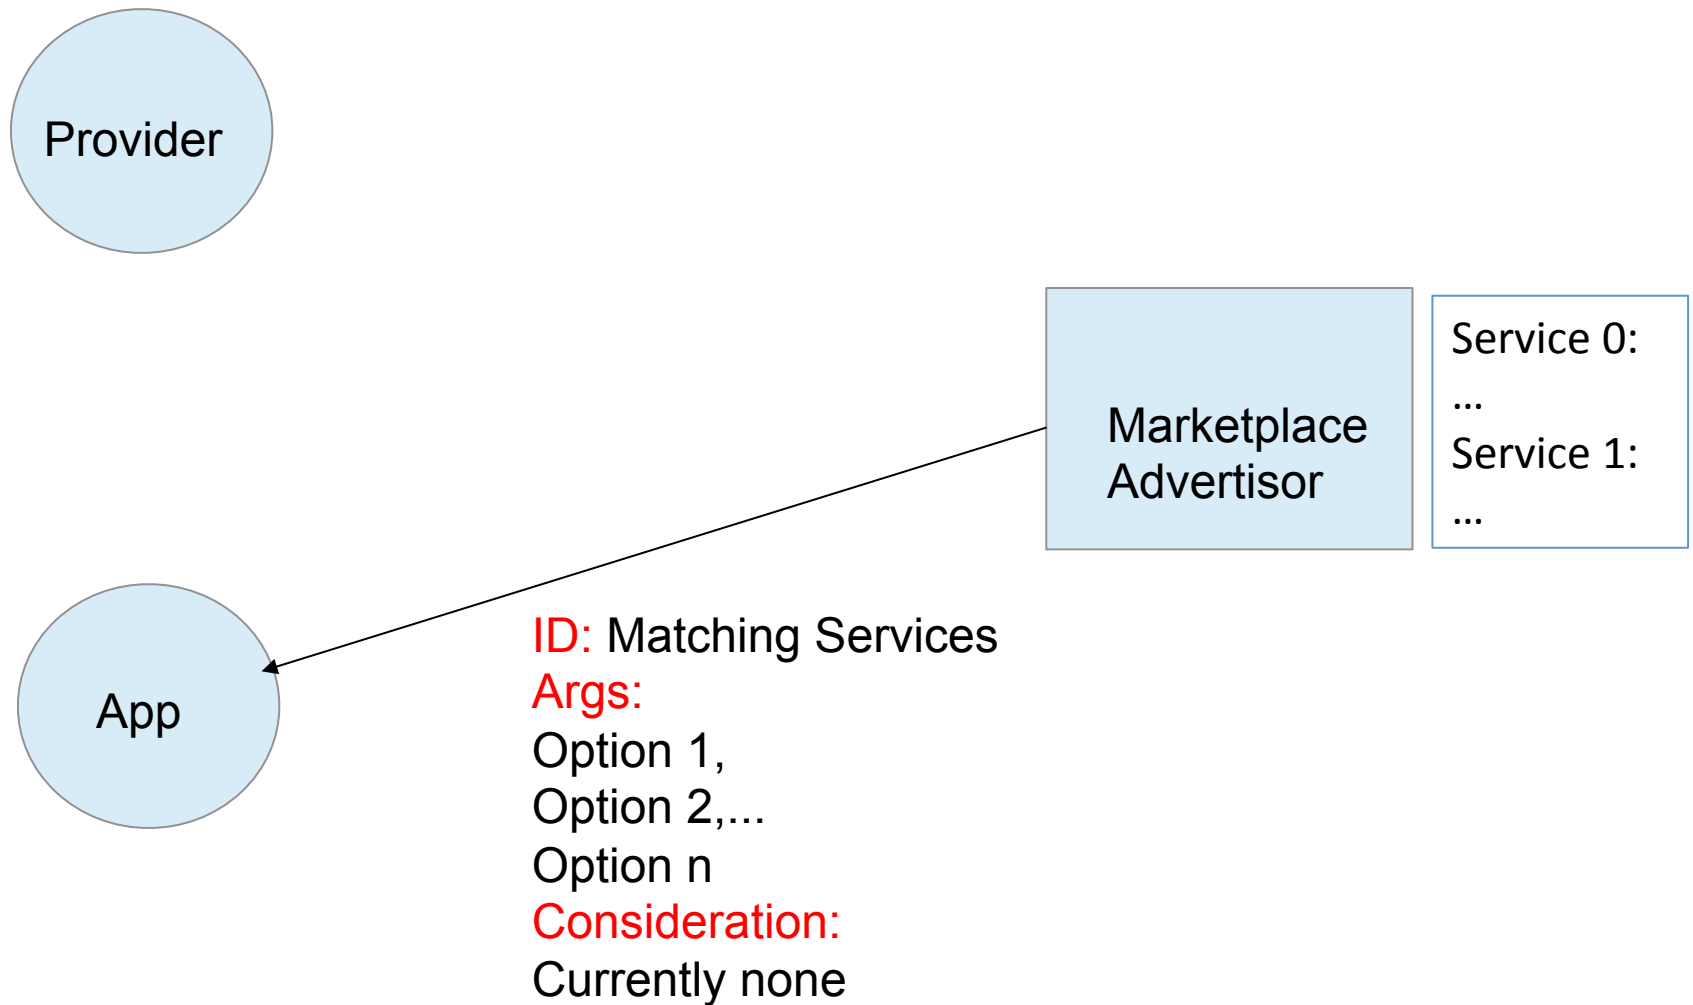 Provider
Service 0:
...
Service 1:
...
Marketplace
Advertisor
App
ID: Matching Services
Args:
Option 1,
Option 2,...
Option n
Consideration:
Currently none